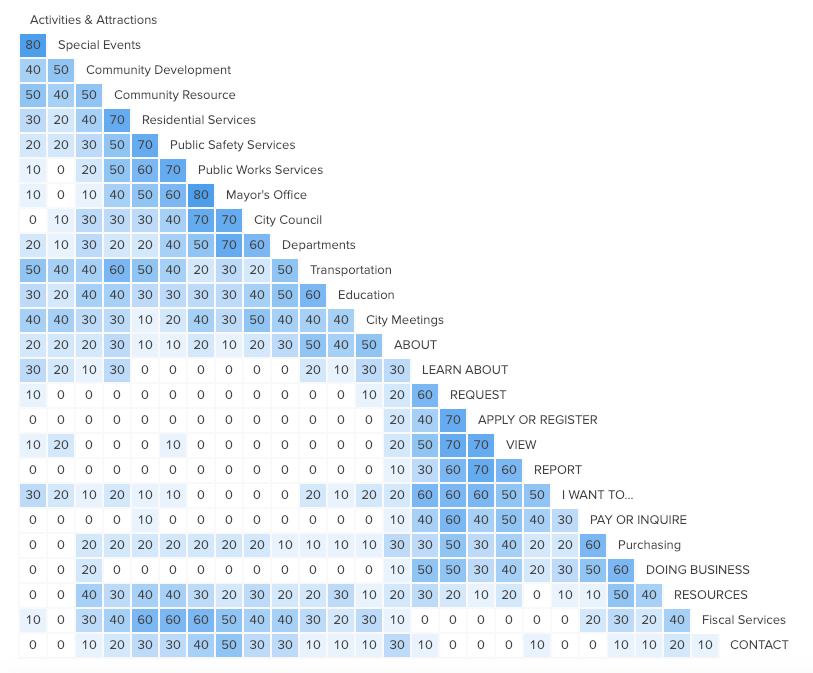 Activities & Attractions
80 Special Events
40 50 Community Development
50 40 50 Community Resource
30 20 40 70 Residential Services
20 20 30 50 70 Public Safety Services
10 0 20 50 60 70 Public Works Services
10 0 10 40 50 60 80 Mayor's Office
0 10 30 30 30 40 70 70 City Council
20 10 30 20 20 40 50 70 60 Departments
50 40 40 60 50 40 20 30 20 50 Transportation
30 20 40 40 30 30 30 30 40 50 60 Education
40 40 30 30 10 20 40 30 50 40 40 40 City Meetings
20 20 20 30 10 10 20 10 20 30 50 40 50 ABOUT
30 20 10 30 0 0 0 0 0 0 20 10 30 30 LEARN ABOUT
10 0 0 0 0 0 0 0 0 0 0 0 10 20 60 REQUEST
0 0 0 0 0 0 0 0 0 0 0 0 0 20 40 70 APPLY OR REGISTER
10 20 0 0 0 10 0 0 0 0 0 0 0 20 50 70 70 VIEW
0 0 0 0 0 0 0 0 0 0 0 0 0 10 30 60 70 60 REPORT
30 20 10 20 10 10 0 0 0 0 20 10 20 20 60 60 60 50 50 I WANT TO...
0 0 0 0 10 0 0 0 0 0 0 0 0 10 40 60 40 50 40 30 PAY OR INQUIRE
0 0 20 20 20 20 20 20 20 10 10 10 10 30 30 50 30 40 20 20 60 Purchasing
0 0 20 0 0 0 0 0 0 0 0 0 0 10 50 50 30 40 20 30 50 60 DOING BUSINESS
0 0 40 30 40 40 30 20 30 20 20 30 10 20 30 20 10 20 0 10 10 50 40 RESOURCES
10 0 30 40 60 60 60 50 40 40 30 20 30 10 0 0 0 0 0 0 20 30 20 40 Fiscal Services
0 0 10 20 30 30 40 50 30 30 10 10 10 30 10 0 0 0 10 0 0 10 10 20 10 CONTACT